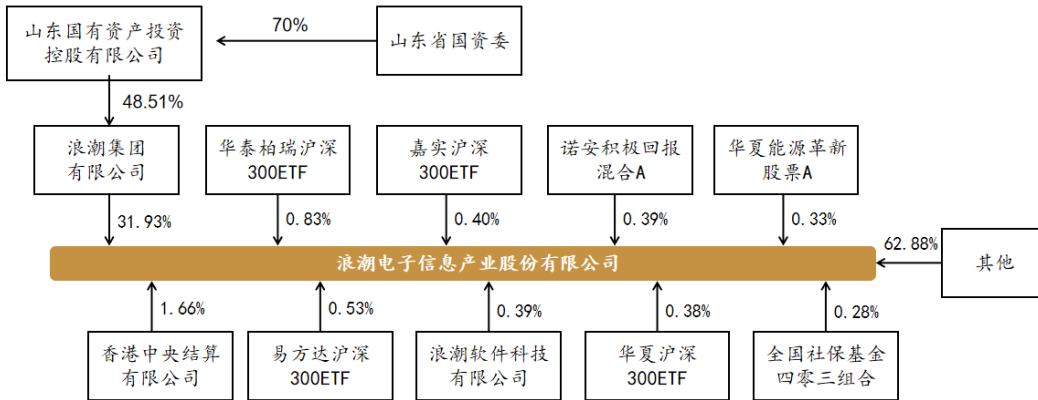 山东国有资产投资
控股有限公司
70%
山东省国资委
48.51%
浪潮集团
有限公司
华泰柏瑞沪深
300ETF
嘉实沪深
300ETF
诺安积极回报
混合A
华夏能源革新
股票A
31.93%
0.83%
0.40%
0.39%
0.33%
62.88%
其他
浪潮电子信息产业股份有限公司
1.66%
0.53%
0.39%
0.38%
0.28%
香港中央结算
有限公司
易方达沪深
300ETF
浪潮软件科技
有限公司
华夏沪深
300ETF
全国社保基金
四零三组合